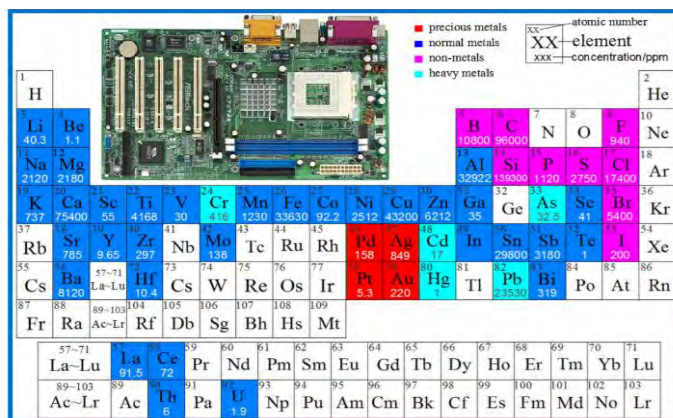 precious metals
normal metals
non-metals
heavy metals
xx atomic number
XX element
xxx concentration/ppm
1 2
H He
3 4 5 6 7 8 9 10
Li Be B C N O F Ne
40.3 1.1 10800 96000 940
11 12 13 14 15 16 17 18
Na Mg Al Si P S Cl Ar
2120 2180 32922 139300 1120 2750 17400
19 20 21 22 23 24 25 26 27 28 29 30 31 32 33 34 35 36
K Ca Sc Ti V Cr Mn Fe Co Ni Cu Zn Ga Ge As Se Br Kr
737 75400 55 4168 30 416 1230 33630 92.2 2512 43200 6212 35 32.5 41 5400
37 38 39 40 41 42 43 44 45 46 47 48 49 50 51 52 53 54
Rb Sr Y Zr Nb Mo Tc Ru Rh Pd Ag Cd In Sn Sb Te I Xe
785 9.65 297 138 158 849 17 29800 3180 1 200
55 56 57~71 72 73 74 75 76 77 78 79 80 81 82 83 84 85 86
Cs Ba La~Lu Hf Cs W Re Os Ir Pt Au Hg Tl Pb Bi Po At Rn
8120 10.4 5.3 220 1 23530 319
87 88 89~103 104 105 106 107 108 109
Fr Ra Ac~Lr Rf Db Sg Bh Hs Mt
57~71 57 58 59 60 61 62 63 64 65 66 67 68 69 70 71
La~Lu La Ce Pr Nd Pm Sm Eu Gd Tb Dy Ho Er Tm Yb Lu
91.5 72
89~103 89 90 91 92 93 94 95 96 97 98 99 100 101 102 103
Ac~Lr Ac Th Pa U Np Pu Am Cm Bk Cf Es Fm Md No Lr
6 1.9